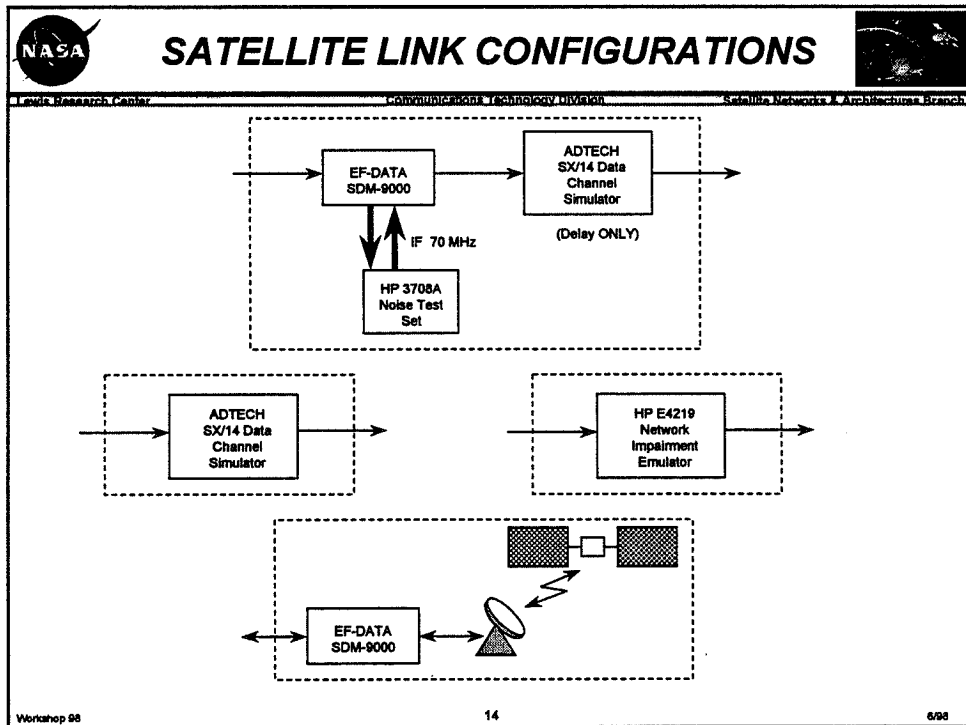 NASA
SATELLITE LINK CONFIGURATIONS
Lewis Research Center
Communications Technology Division
Satellite Networks & Architectures Branch
EF-DATA
SDM-9000
ADTECH
SX/14 Data
Channel
Simulator
(Delay ONLY)
IF 70 MHz
HP 3708A
Noise Test
Set
ADTECH
SX/14 Data
Channel
Simulator
HP E4219
Network
Impairment
Emulator
EF-DATA
SDM-9000
Workshop 98
14
6/98